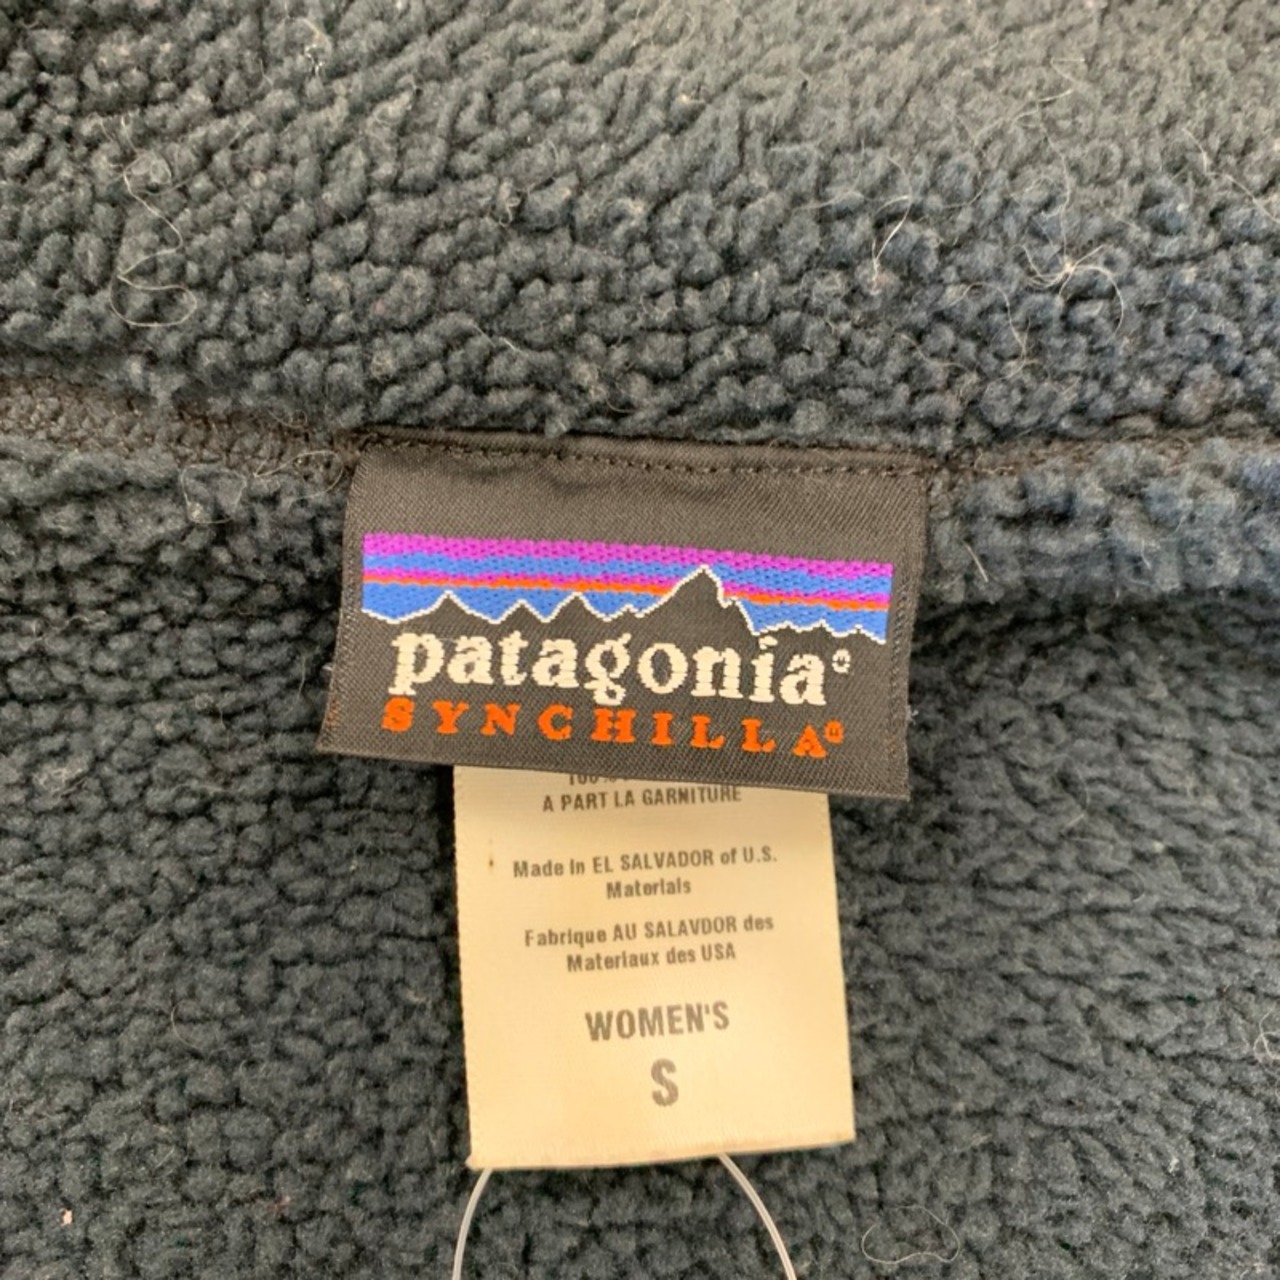 patagonia®
SYNCHILLA®
A PART LA GARNITURE
Made in EL SALVADOR of U.S.
Materials
Fabrique AU SALAVDOR des
Materiaux des USA
WOMEN'S
S